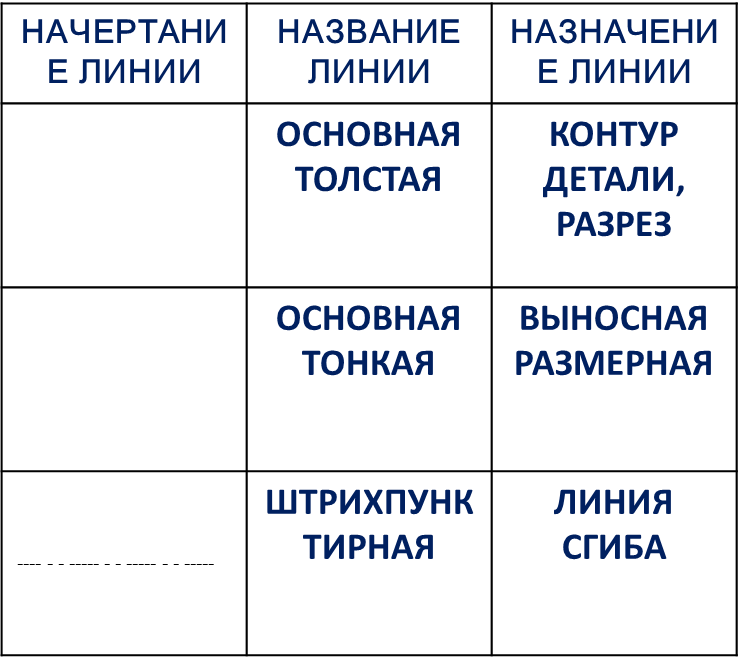 НАЧЕРТАНИ
Е ЛИНИИ
НАЗВАНИЕ
ЛИНИИ
НАЗНАЧЕНИ
Е ЛИНИИ
ОСНОВНАЯ
ТОЛСТАЯ
КОНТУР
ДЕТАЛИ,
РАЗРЕЗ
ОСНОВНАЯ
ТОНКАЯ
ВЫНОСНАЯ
РАЗМЕРНАЯ
---- - - ----- - - ----- - - -----
ШТРИХПУНК
ТИРНАЯ
ЛИНИЯ
СГИБА